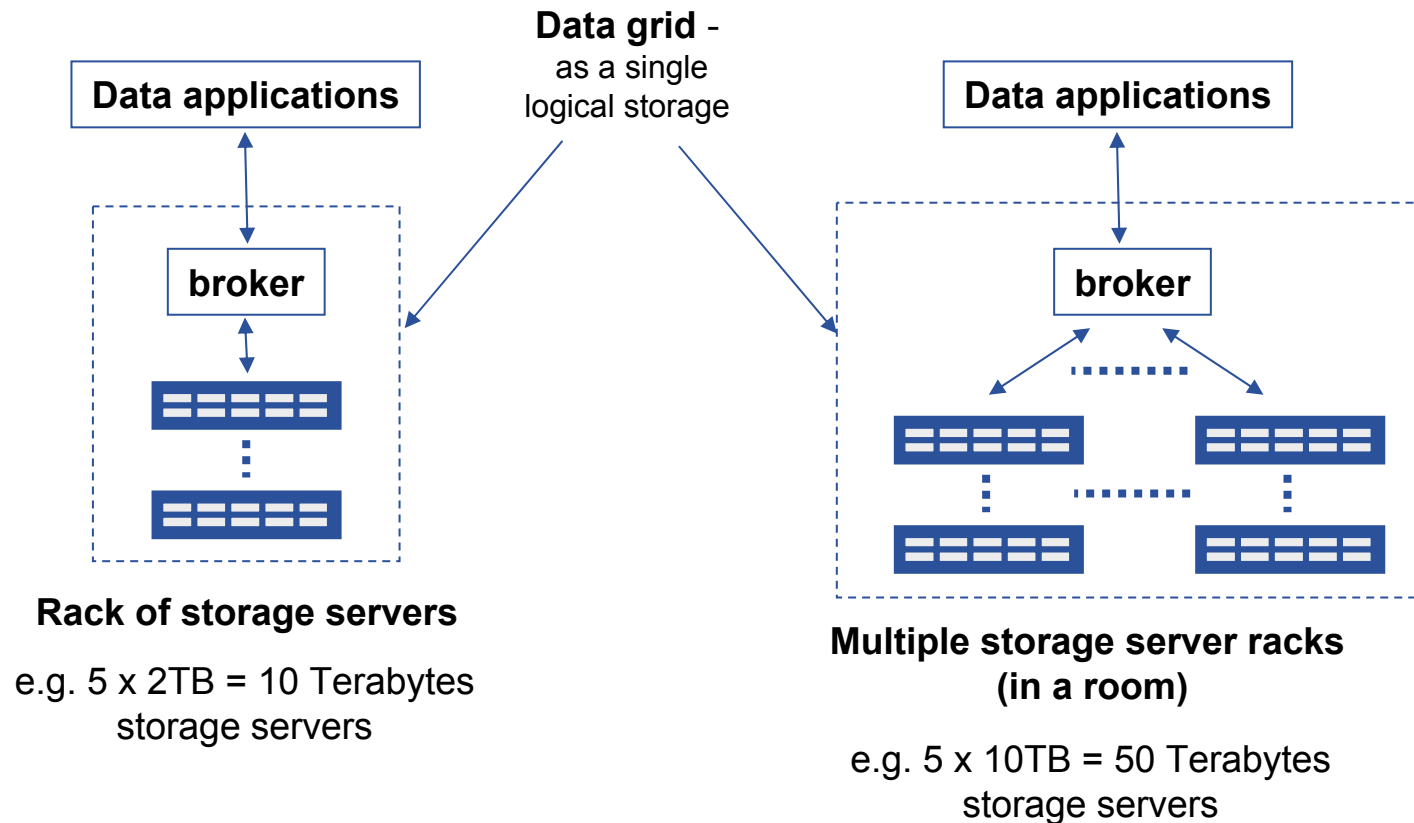 Data grid -
as a single
logical storage
Data applications
broker
Rack of storage servers
e.g. 5 x 2TB = 10 Terabytes
storage servers
Data applications
broker
Multiple storage server racks
(in a room)
e.g. 5 x 10TB = 50 Terabytes
storage servers